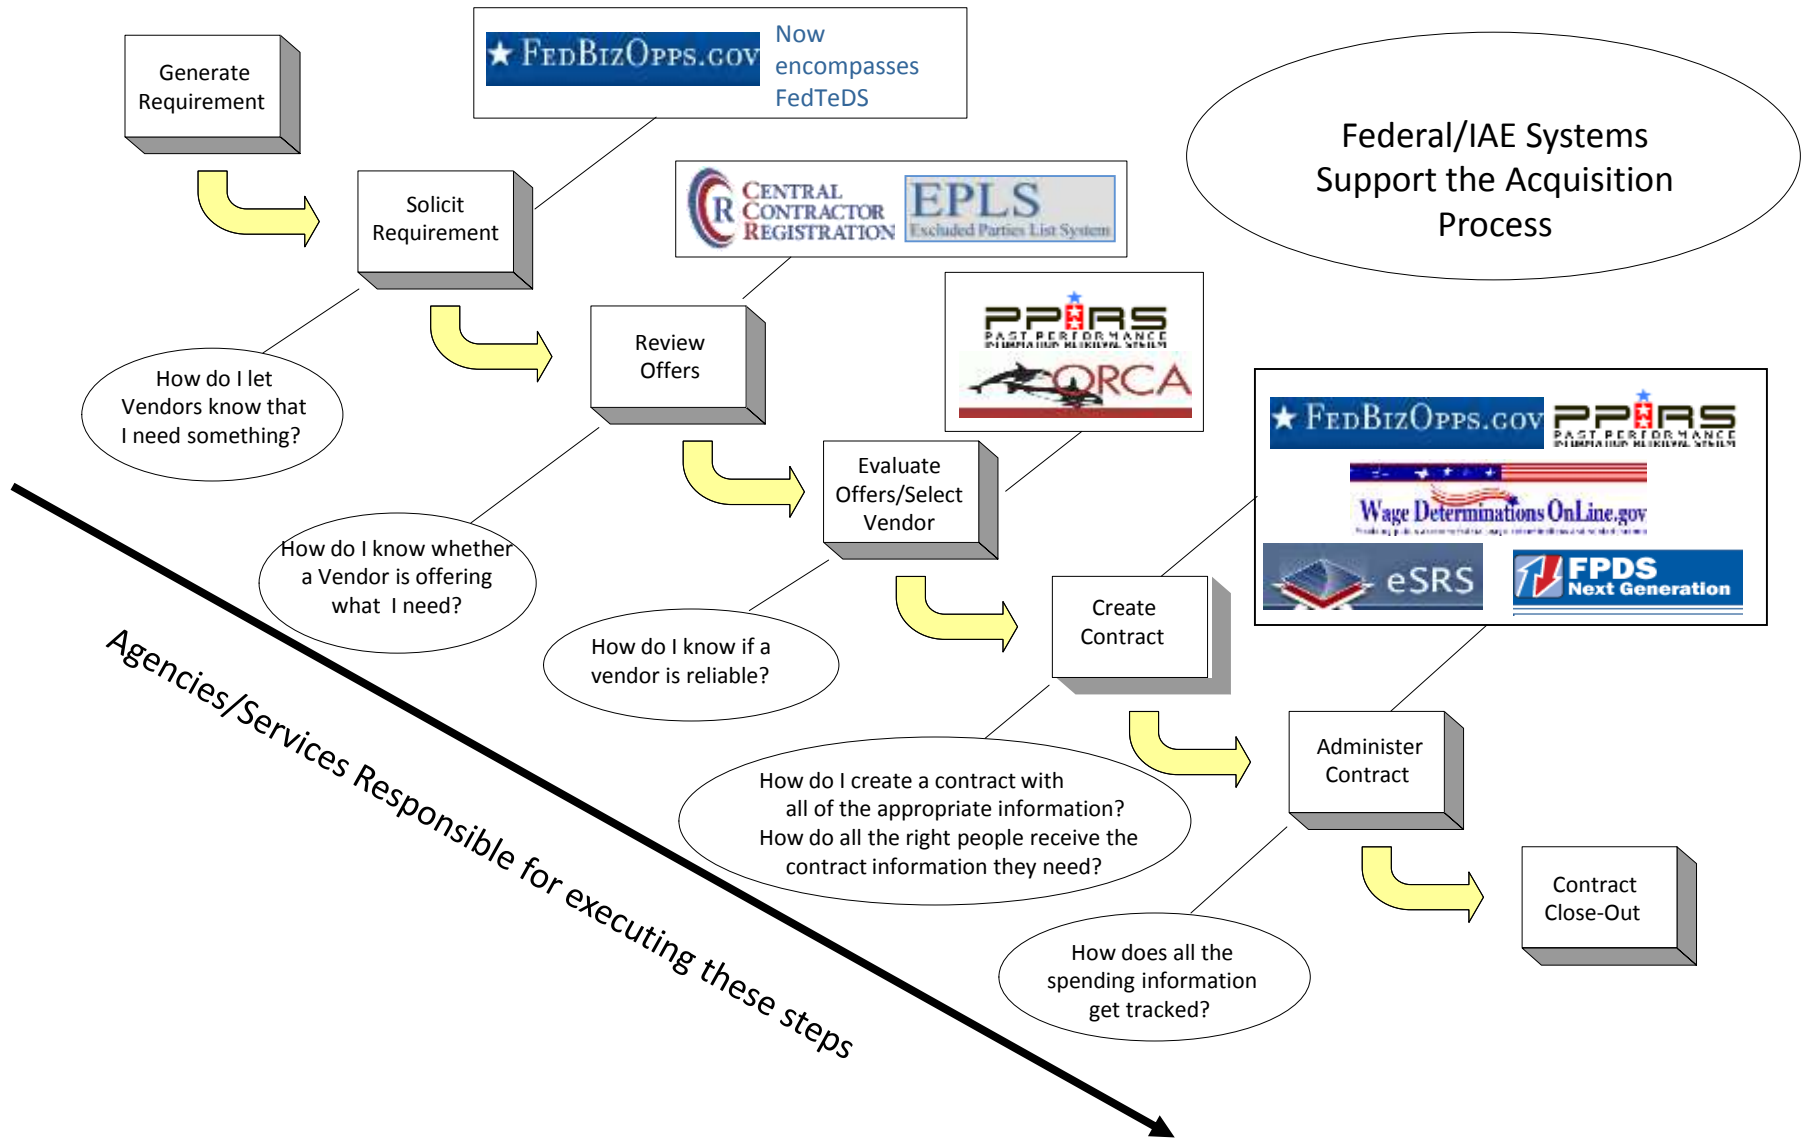 Generate
Requirement
★ FEDBIZOPPS.GOV
Now
encompasses
FedTeDS
Federal/IAE Systems
Support the Acquisition
Process
Solicit
Requirement
CENTRAL
CONTRACTOR
REGISTRATION
EPLS
Excluded Parties List System
Review
Offers
PPIRS
PAST PERFORMANCE
INFORMATION RETRIEVAL SYSTEM
ORCA
How do I let
Vendors know that
I need something?
Evaluate
Offers/Select
Vendor
★ FEDBIZOPPS.GOV
PPIRS
PAST PERFORMANCE
INFORMATION RETRIEVAL SYSTEM
Wage Determinations OnLine.gov
eSRS
FPDS
Next Generation
How do I know whether
a Vendor is offering
what I need?
Create
Contract
How do I know if a
vendor is reliable?
Administer
Contract
How do I create a contract with
all of the appropriate information?
How do all the right people receive the
contract information they need?
Contract
Close-Out
How does all the
spending information
get tracked?
Agencies/Services Responsible for executing these steps